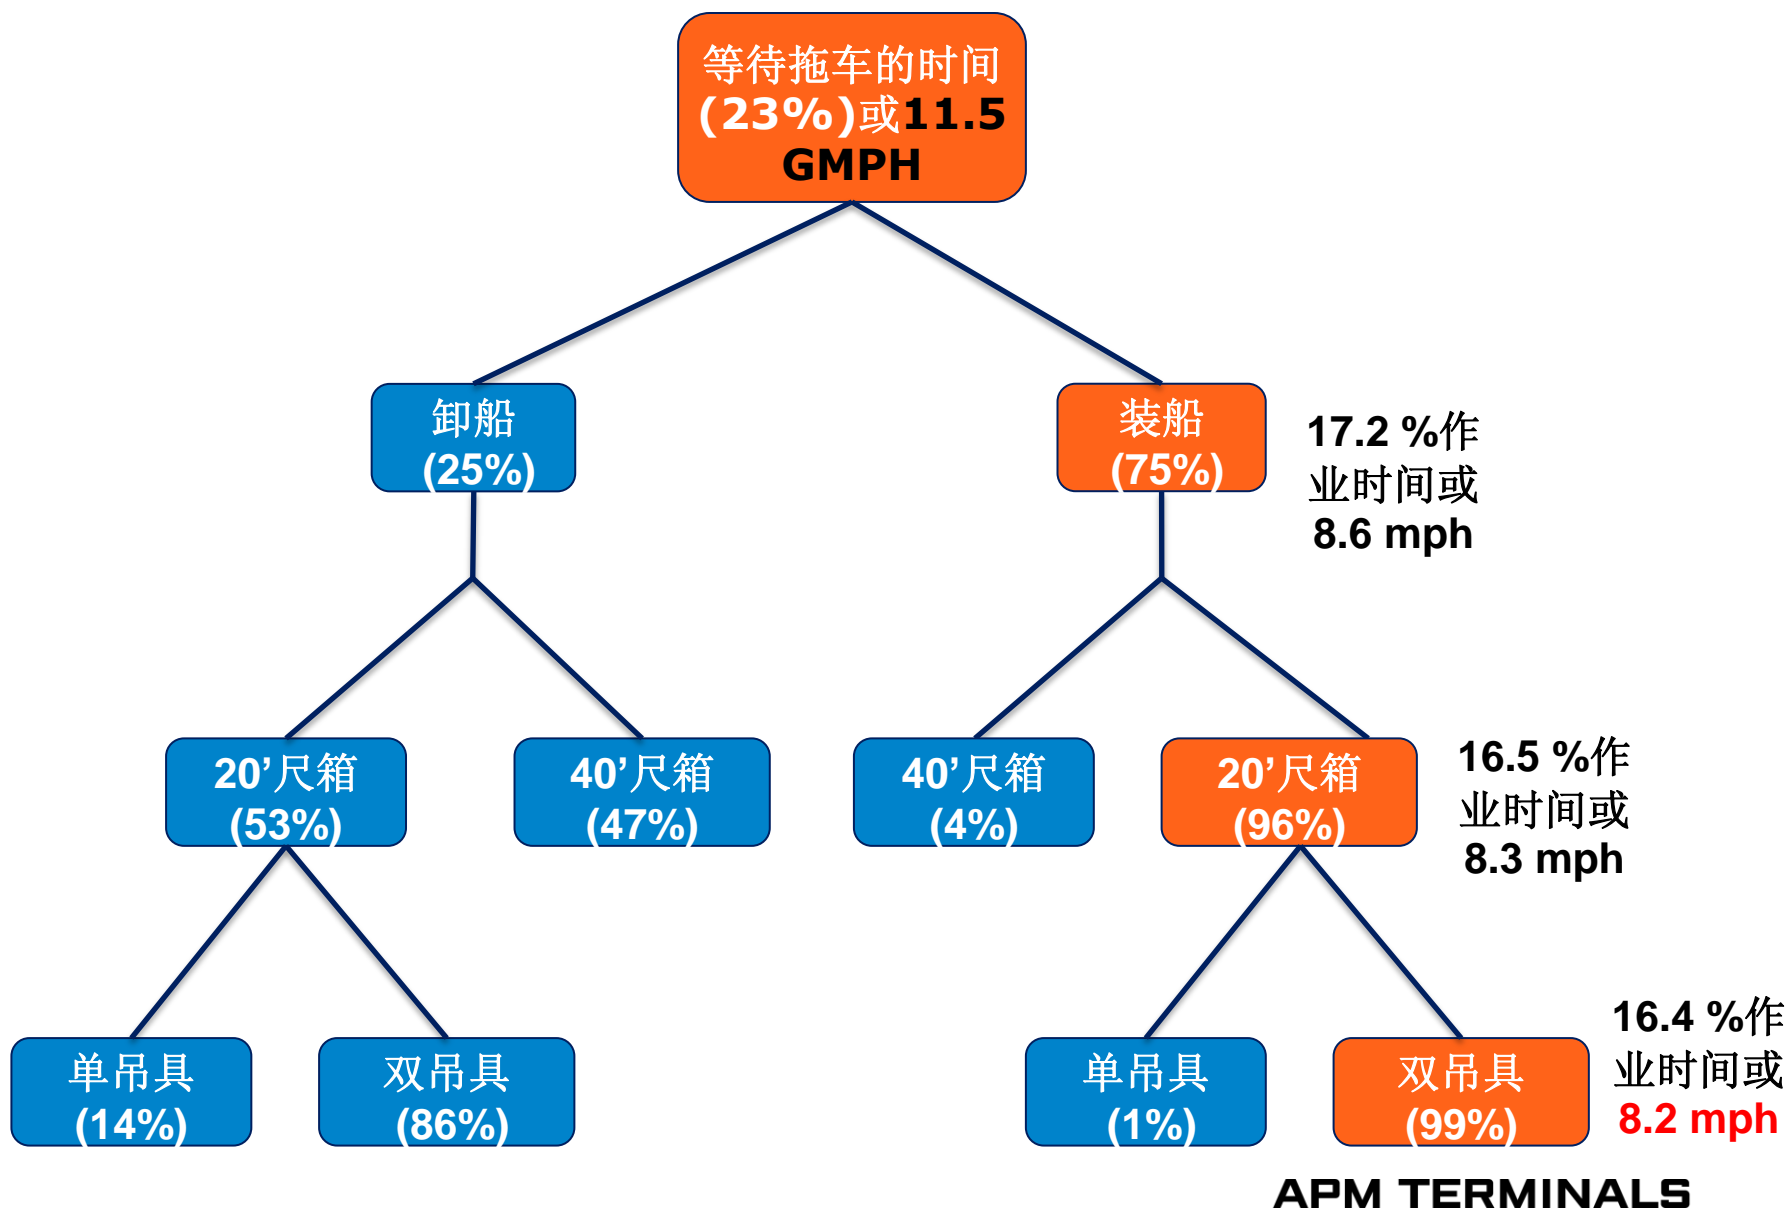 等待拖车的时间
(23%)或11.5
GMPH
卸船
(25%)
装船
(75%)
17.2 %作
业时间或
8.6 mph
20’尺箱
(53%)
40’尺箱
(47%)
40’尺箱
(4%)
20’尺箱
(96%)
16.5 %作
业时间或
8.3 mph
单吊具
(14%)
双吊具
(86%)
单吊具
(1%)
双吊具
(99%)
16.4 %作
业时间或
8.2 mph
APM TERMINALS